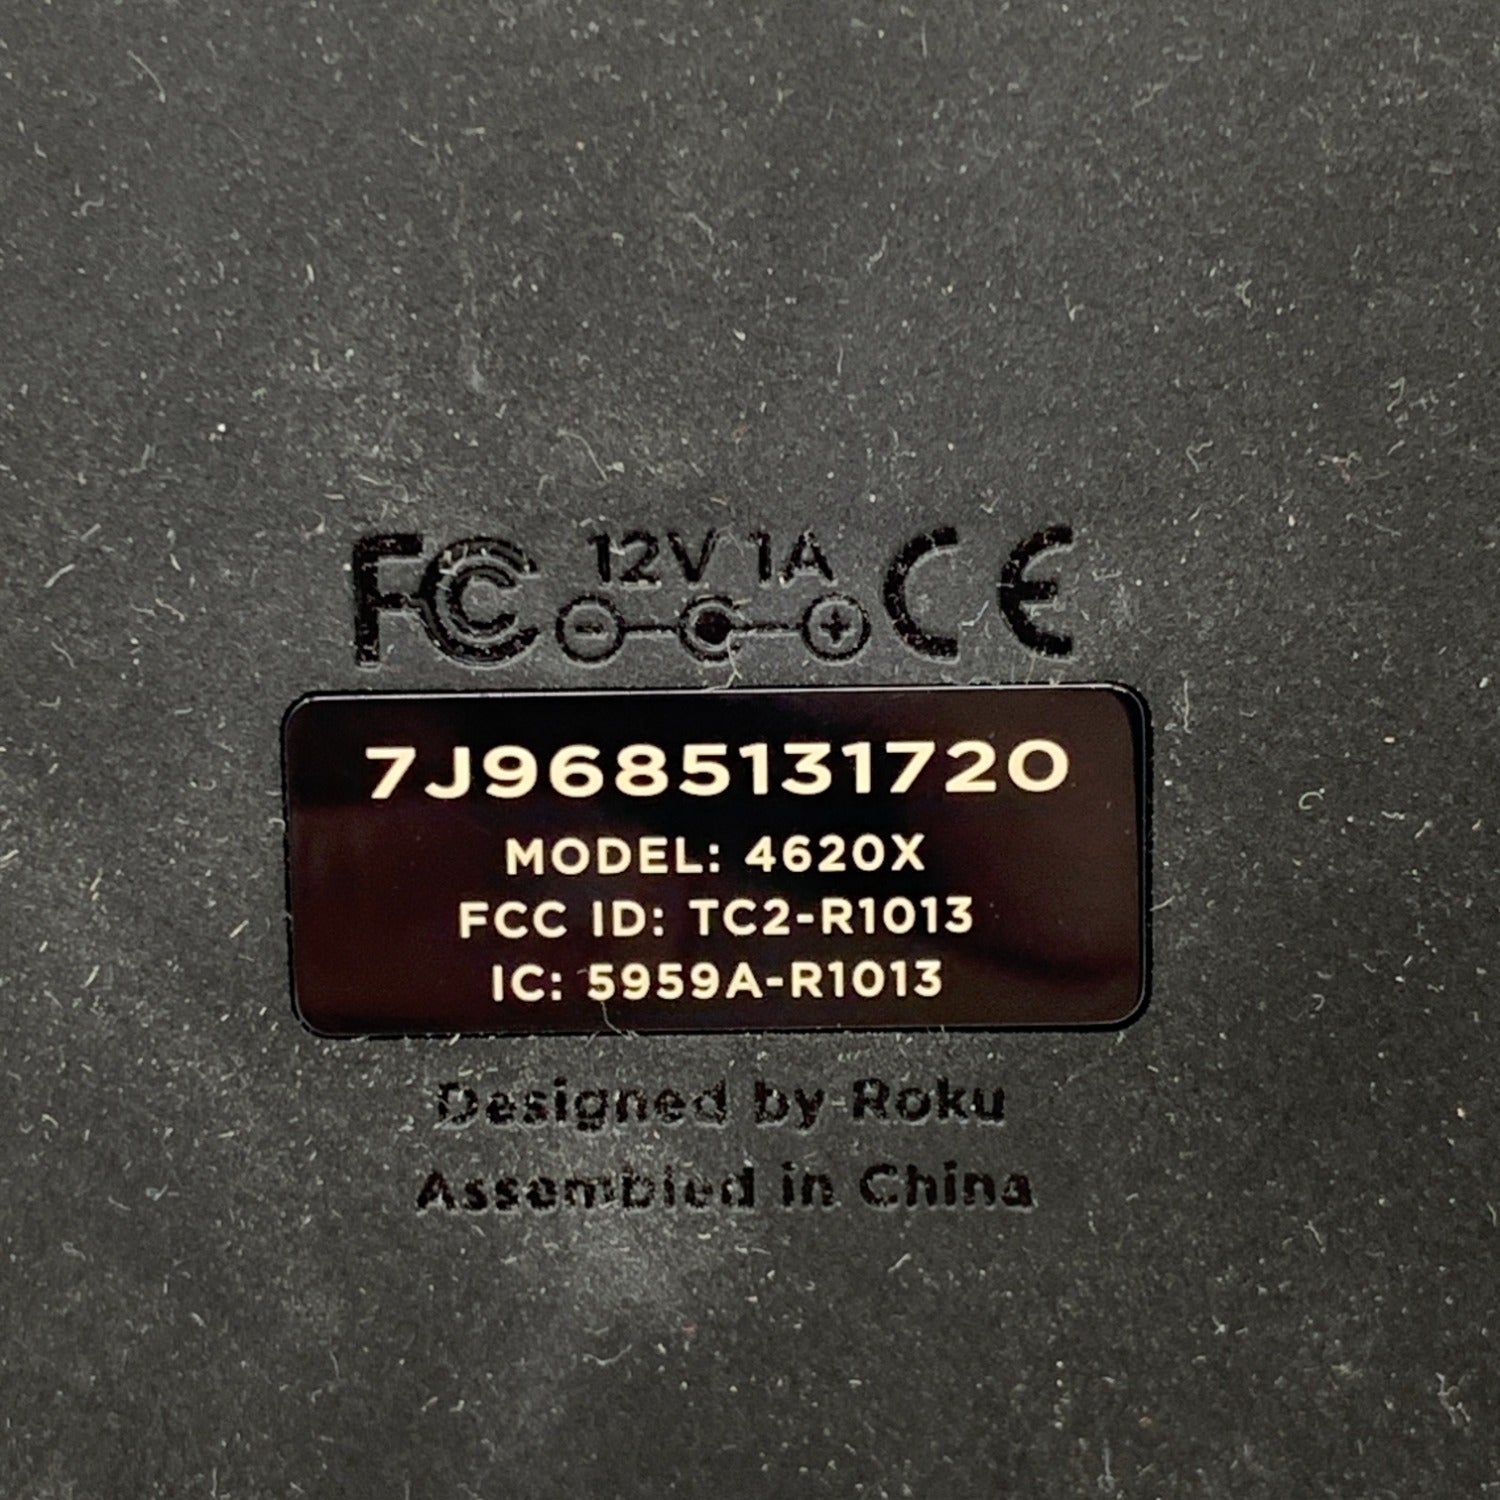 FC 12V 1A CE
7J9685131720
MODEL: 4620X
FCC ID: TC2-R1013
IC: 5959A-R1013
Designed by Roku
Assembled in China